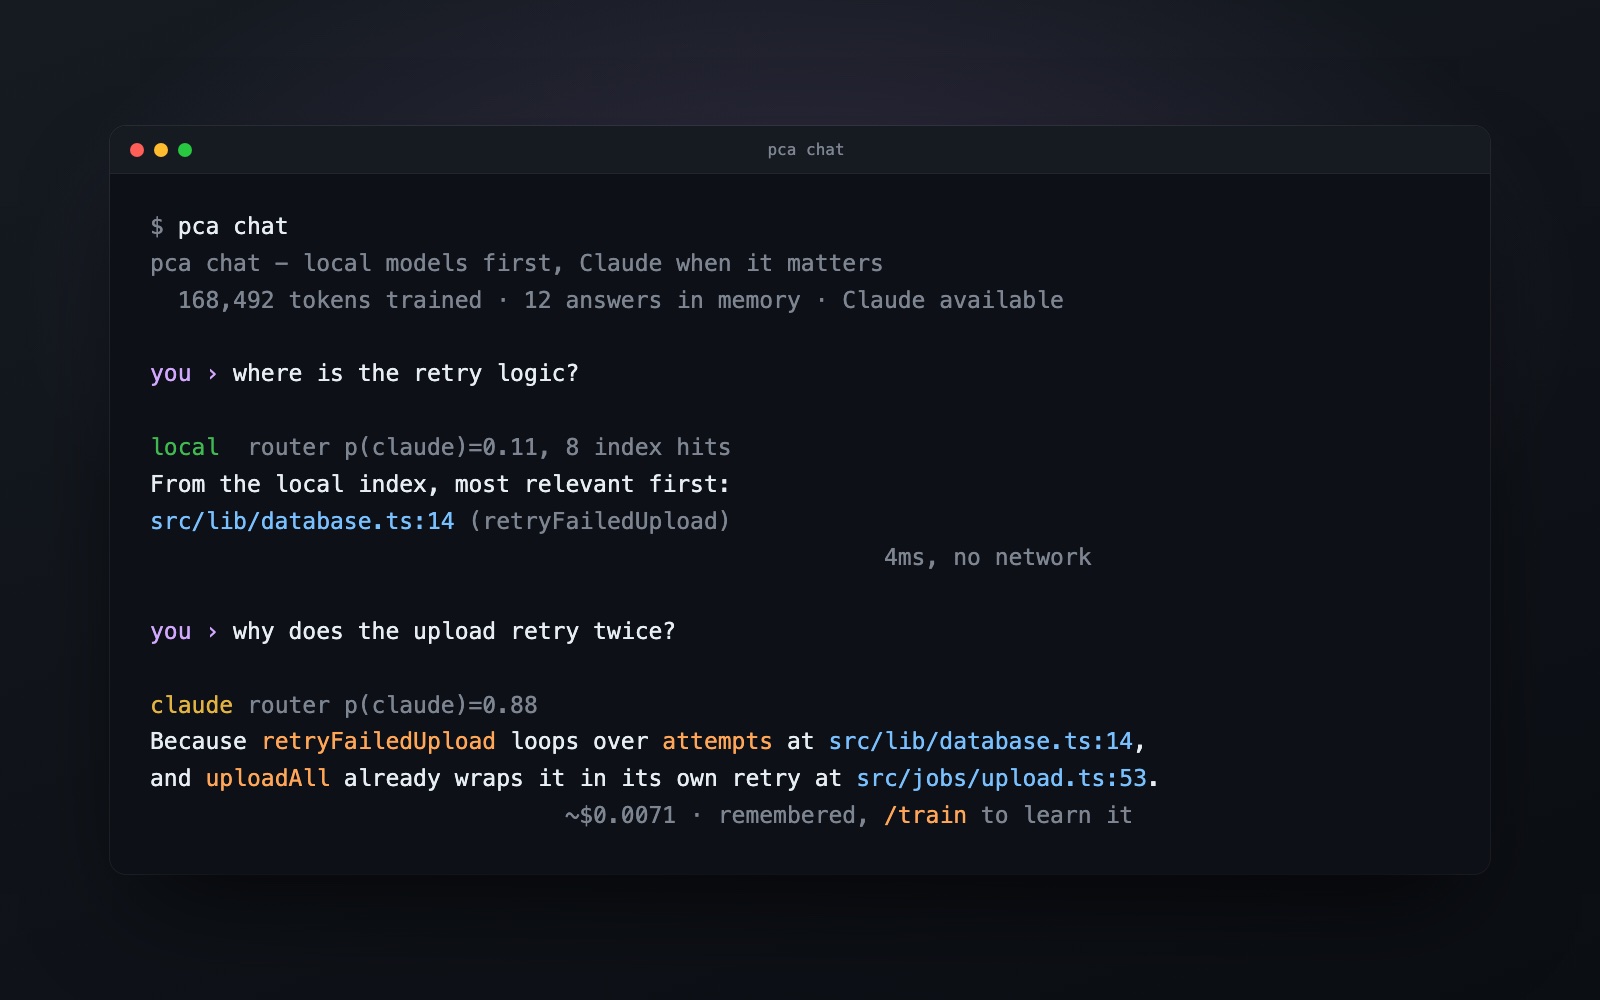 pca chat
$ pca chat
pca chat – local models first, Claude when it matters
168,492 tokens trained · 12 answers in memory · Claude available
you › where is the retry logic?
local router p(claude)=0.11, 8 index hits
From the local index, most relevant first:
src/lib/database.ts:14 (retryFailedUpload)
4ms, no network
you › why does the upload retry twice?
claude router p(claude)=0.88
Because retryFailedUpload loops over attempts at src/lib/database.ts:14,
and uploadAll already wraps it in its own retry at src/jobs/upload.ts:53.
~$0.0071 · remembered, /train to learn it